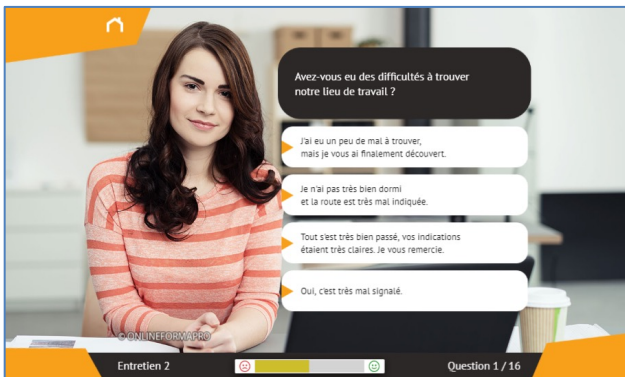 Avez-vous eu des difficultés à trouver
notre lieu de travail ?
J'ai eu un peu de mal à trouver,
mais je vous ai finalement découvert.
Je n'ai pas très bien dormi
et la route est très mal indiquée.
Tout s'est très bien passé, vos indications
étaient très claires. Je vous remercie.
Oui, c'est très mal signalé.
©ONLINEFORMAPRO
Entretien 2
Question 1 / 16